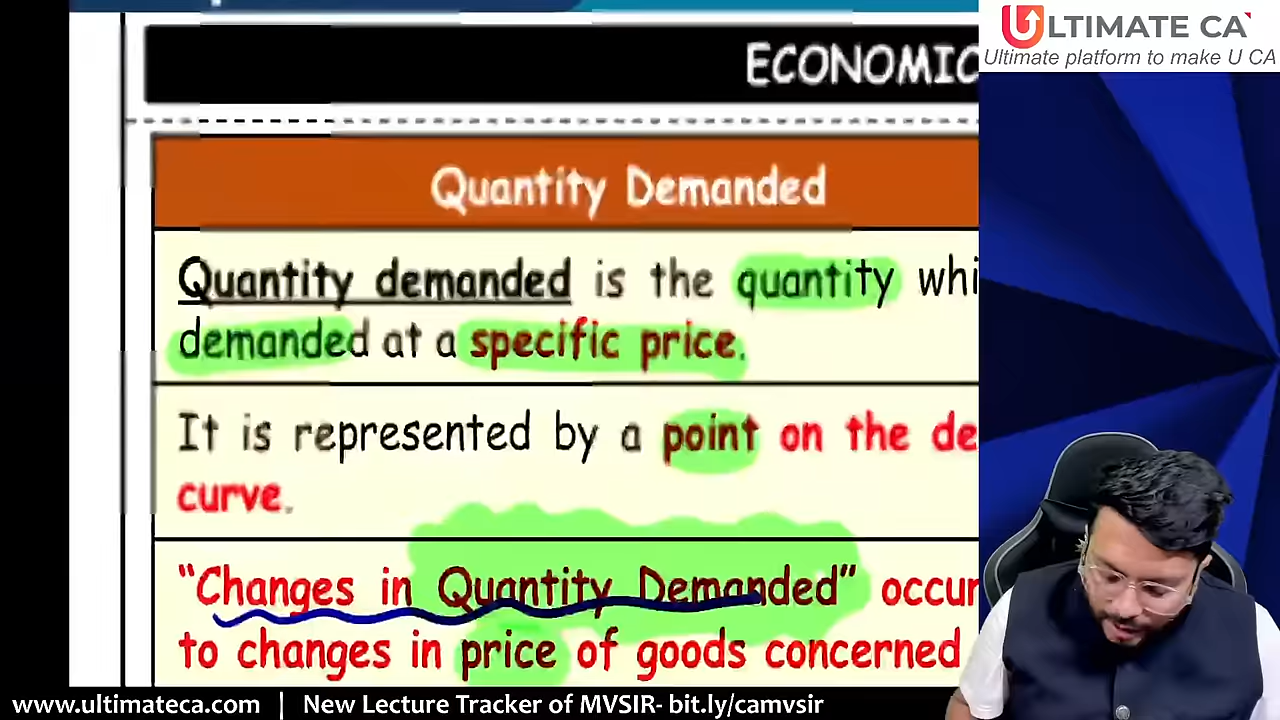 ULTIMATE CA
Ultimate platform to make U CA
ECONOMIC
Quantity Demanded
Quantity demanded is the quantity whi
demanded at a specific price.
It is represented by a point on the de
curve.
"Changes in Quantity Demanded" occur
to changes in price of goods concerned
www.ultimateca.com | New Lecture Tracker of MVSIR- bit.ly/camvsir